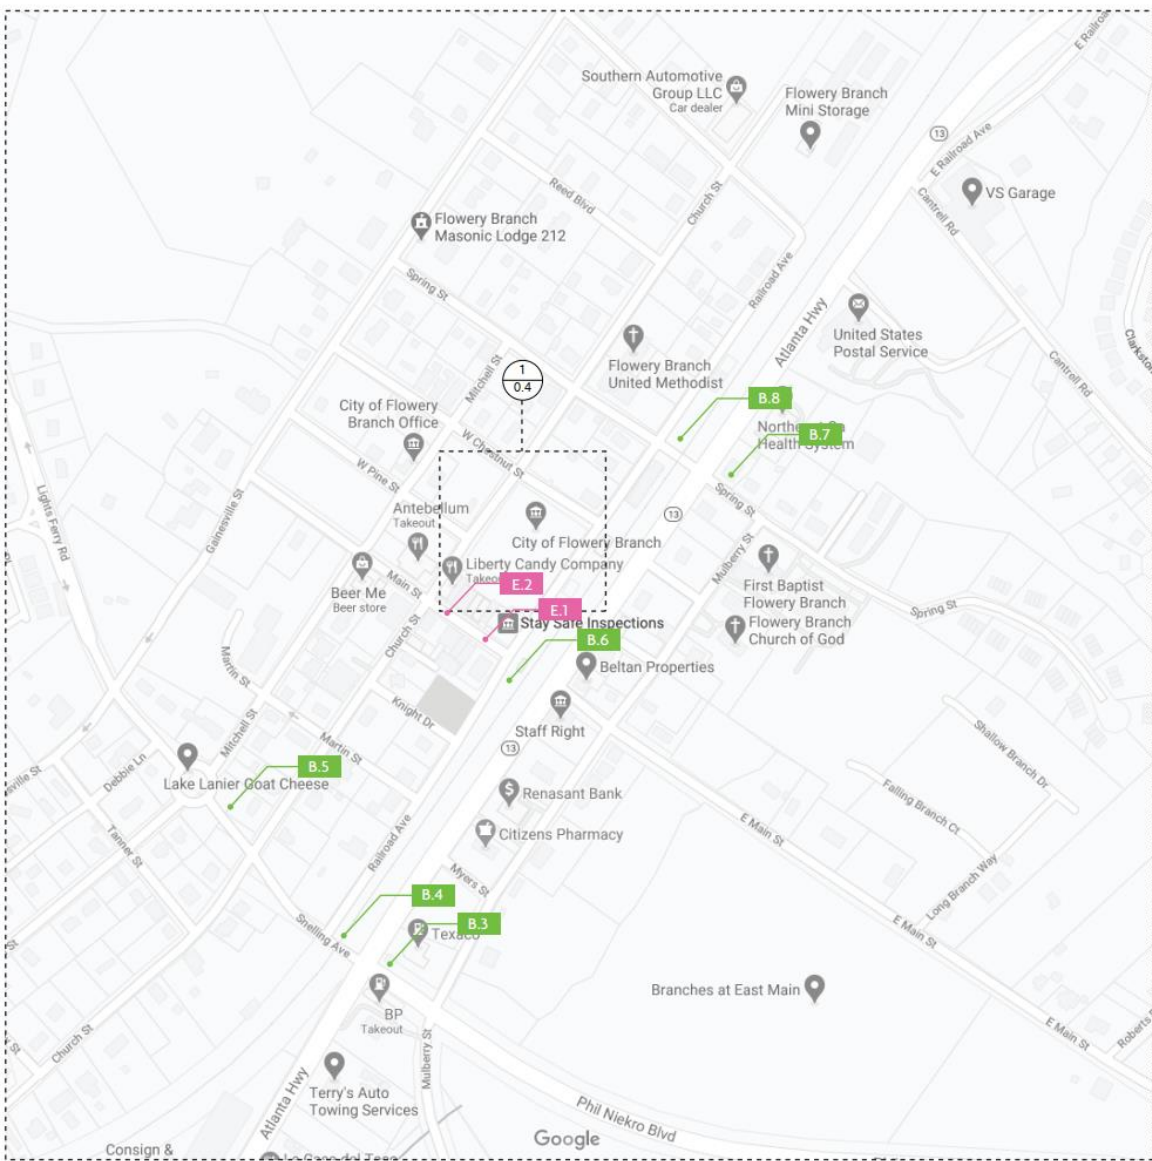 Southern Automotive
Group LLC
Car dealer
Flowery Branch
Mini Storage
E Railroad Ave
13
E Railroad Ave
VS Garage
Cantrell Rd
Reed Blvd
Church St
Flowery Branch
Masonic Lodge 212
Railroad Ave
Spring St
Atlanta Hwy
United States
Postal Service
Cantrell Rd
Flowery Branch
United Methodist
Mitchell St
1
0.4
B.8
B.7
Health System
City of Flowery
Branch Office
W Chestnut St
W Pine St
Lights Ferry Rd
Gainesville St
Antebellum
Takeout
City of Flowery Branch
13
Spring St
Mulberry St
Liberty Candy Company
First Baptist
Flowery Branch
Spring St
Beer Me
Beer store
Main St
E.2
E.1
Stay Safe Inspections
B.6
Flowery Branch
Church of God
Church St
Martin St
Beltan Properties
Knight Dr
Staff Right
13
Mitchell St
Martin St
Debbie Ln
Lake Lanier Goat Cheese
B.5
Renasant Bank
Citizens Pharmacy
Shallow Branch Dr
Falling Branch Ct
E Main St
Tanner St
Railroad Ave
Myers St
Long Branch Way
B.4
B.3
Texaco
Snelling Ave
E Main St
BP
Takeout
Branches at East Main
Church St
Mulberry St
E Main St
Terry's Auto
Towing Services
Atlanta Hwy
Phil Niekro Blvd
Google
Consign &